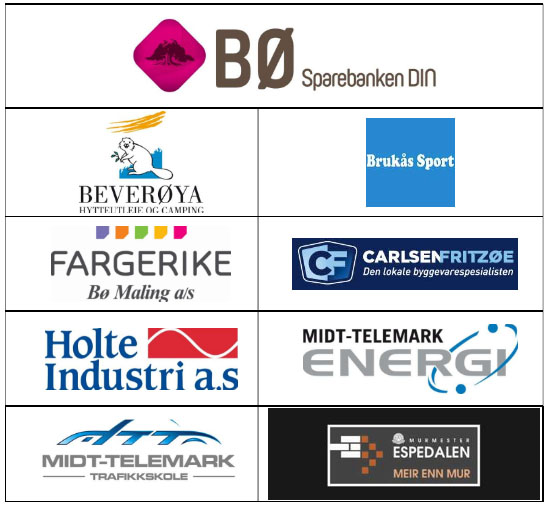 BØ Sparebanken DIN
BEVERØYA
HYTTEUTLEIE OG CAMPING
Brukås Sport
FARGERIKE
Bø Maling a/s
CF CARLSENFRITZØE
Den lokale byggevarespesialisten
Holte
Industri a.s
MIDT-TELEMARK
ENERGI
MIDT-TELEMARK
TRAFIKKSKOLE
MURMESTER
ESPEDALEN
MEIR ENN MUR